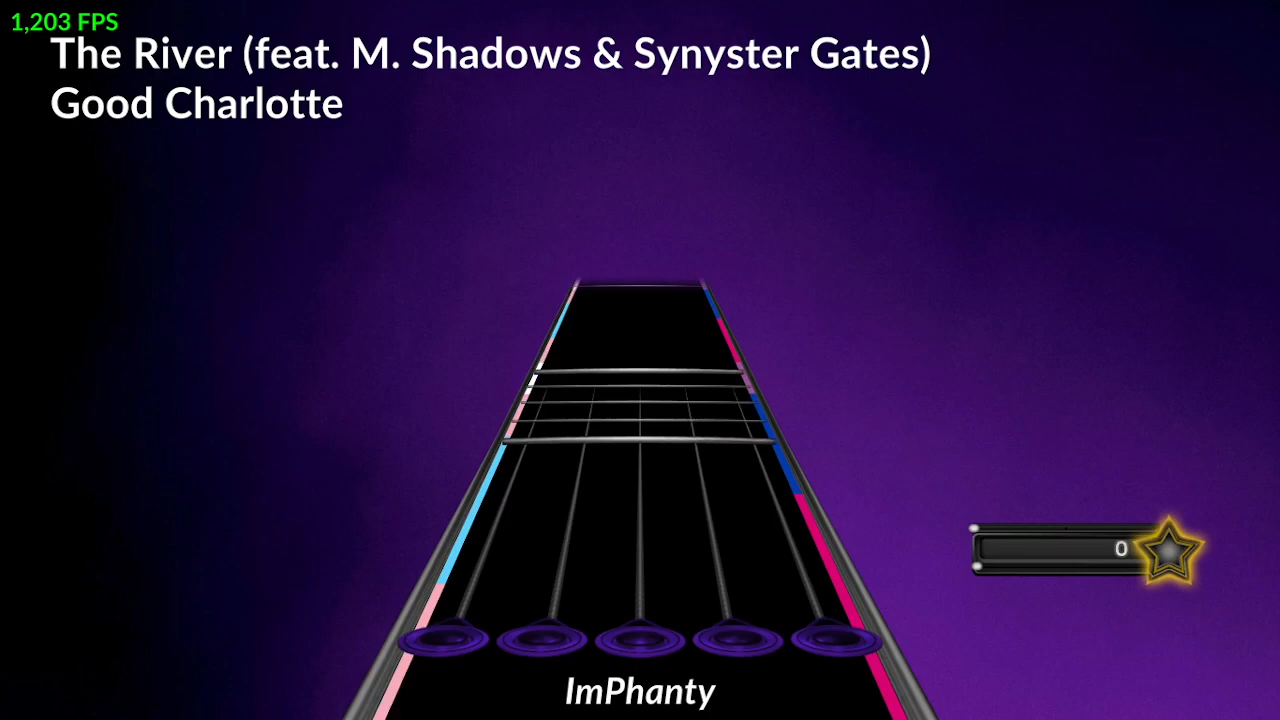 1,203 FPS
The River (feat. M. Shadows & Synyster Gates)
Good Charlotte
0
ImPhanty